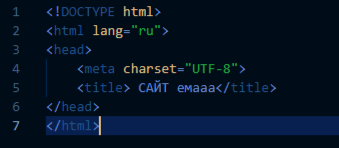 1 <!DOCTYPE html>
2 <html lang="ru">
3 <head>
4 <meta charset="UTF-8">
5 <title> САЙТ емааа</title>
6 </head>
7 </html>